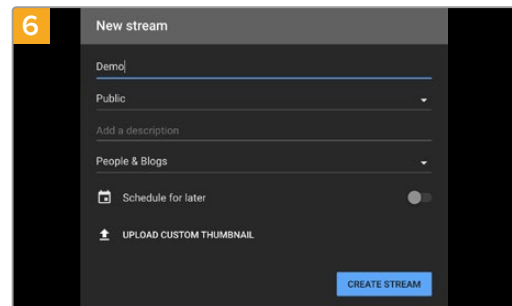 6
New stream
Demo
Public
Add a description
People & Blogs
Schedule for later
UPLOAD CUSTOM THUMBNAIL
CREATE STREAM